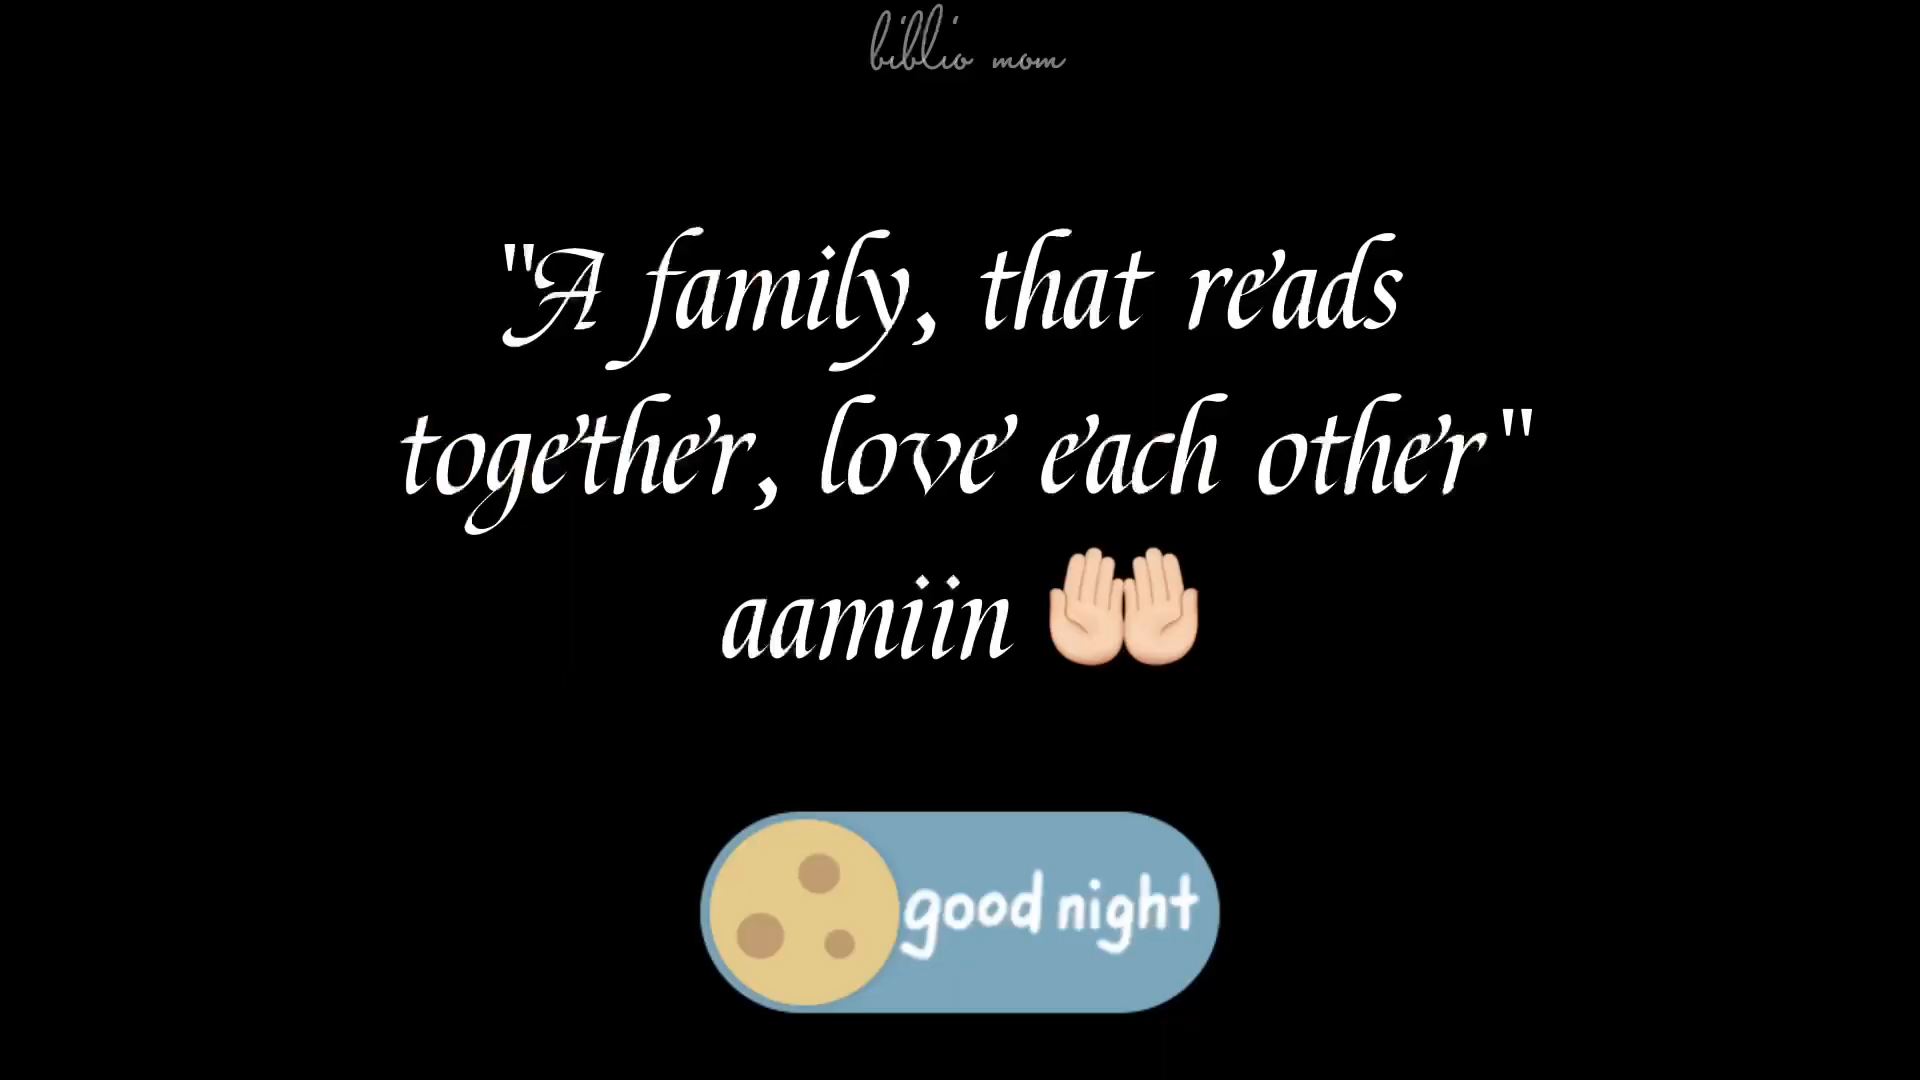 biblio mom
"A family, that reads
together, love each other"
aamiin 🤲🏻
good night